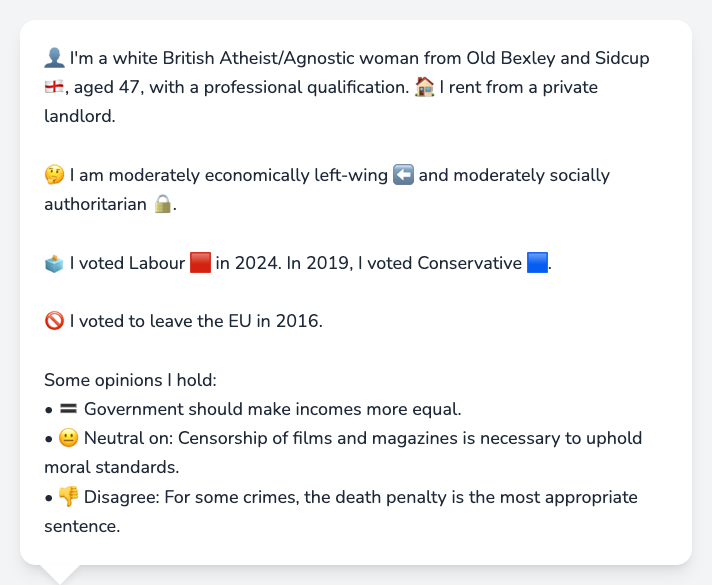 👤 I'm a white British Atheist/Agnostic woman from Old Bexley and Sidcup
🏴󠁧󠁢󠁥󠁮󠁧󠁿, aged 47, with a professional qualification. 🏠 I rent from a private
landlord.
🤔 I am moderately economically left-wing ⬅️ and moderately socially
authoritarian 🔒.
🗳️ I voted Labour 🟥 in 2024. In 2019, I voted Conservative 🟦.
🚫 I voted to leave the EU in 2016.
Some opinions I hold:
• 🟰 Government should make incomes more equal.
• 😐 Neutral on: Censorship of films and magazines is necessary to uphold
moral standards.
• 👎 Disagree: For some crimes, the death penalty is the most appropriate
sentence.